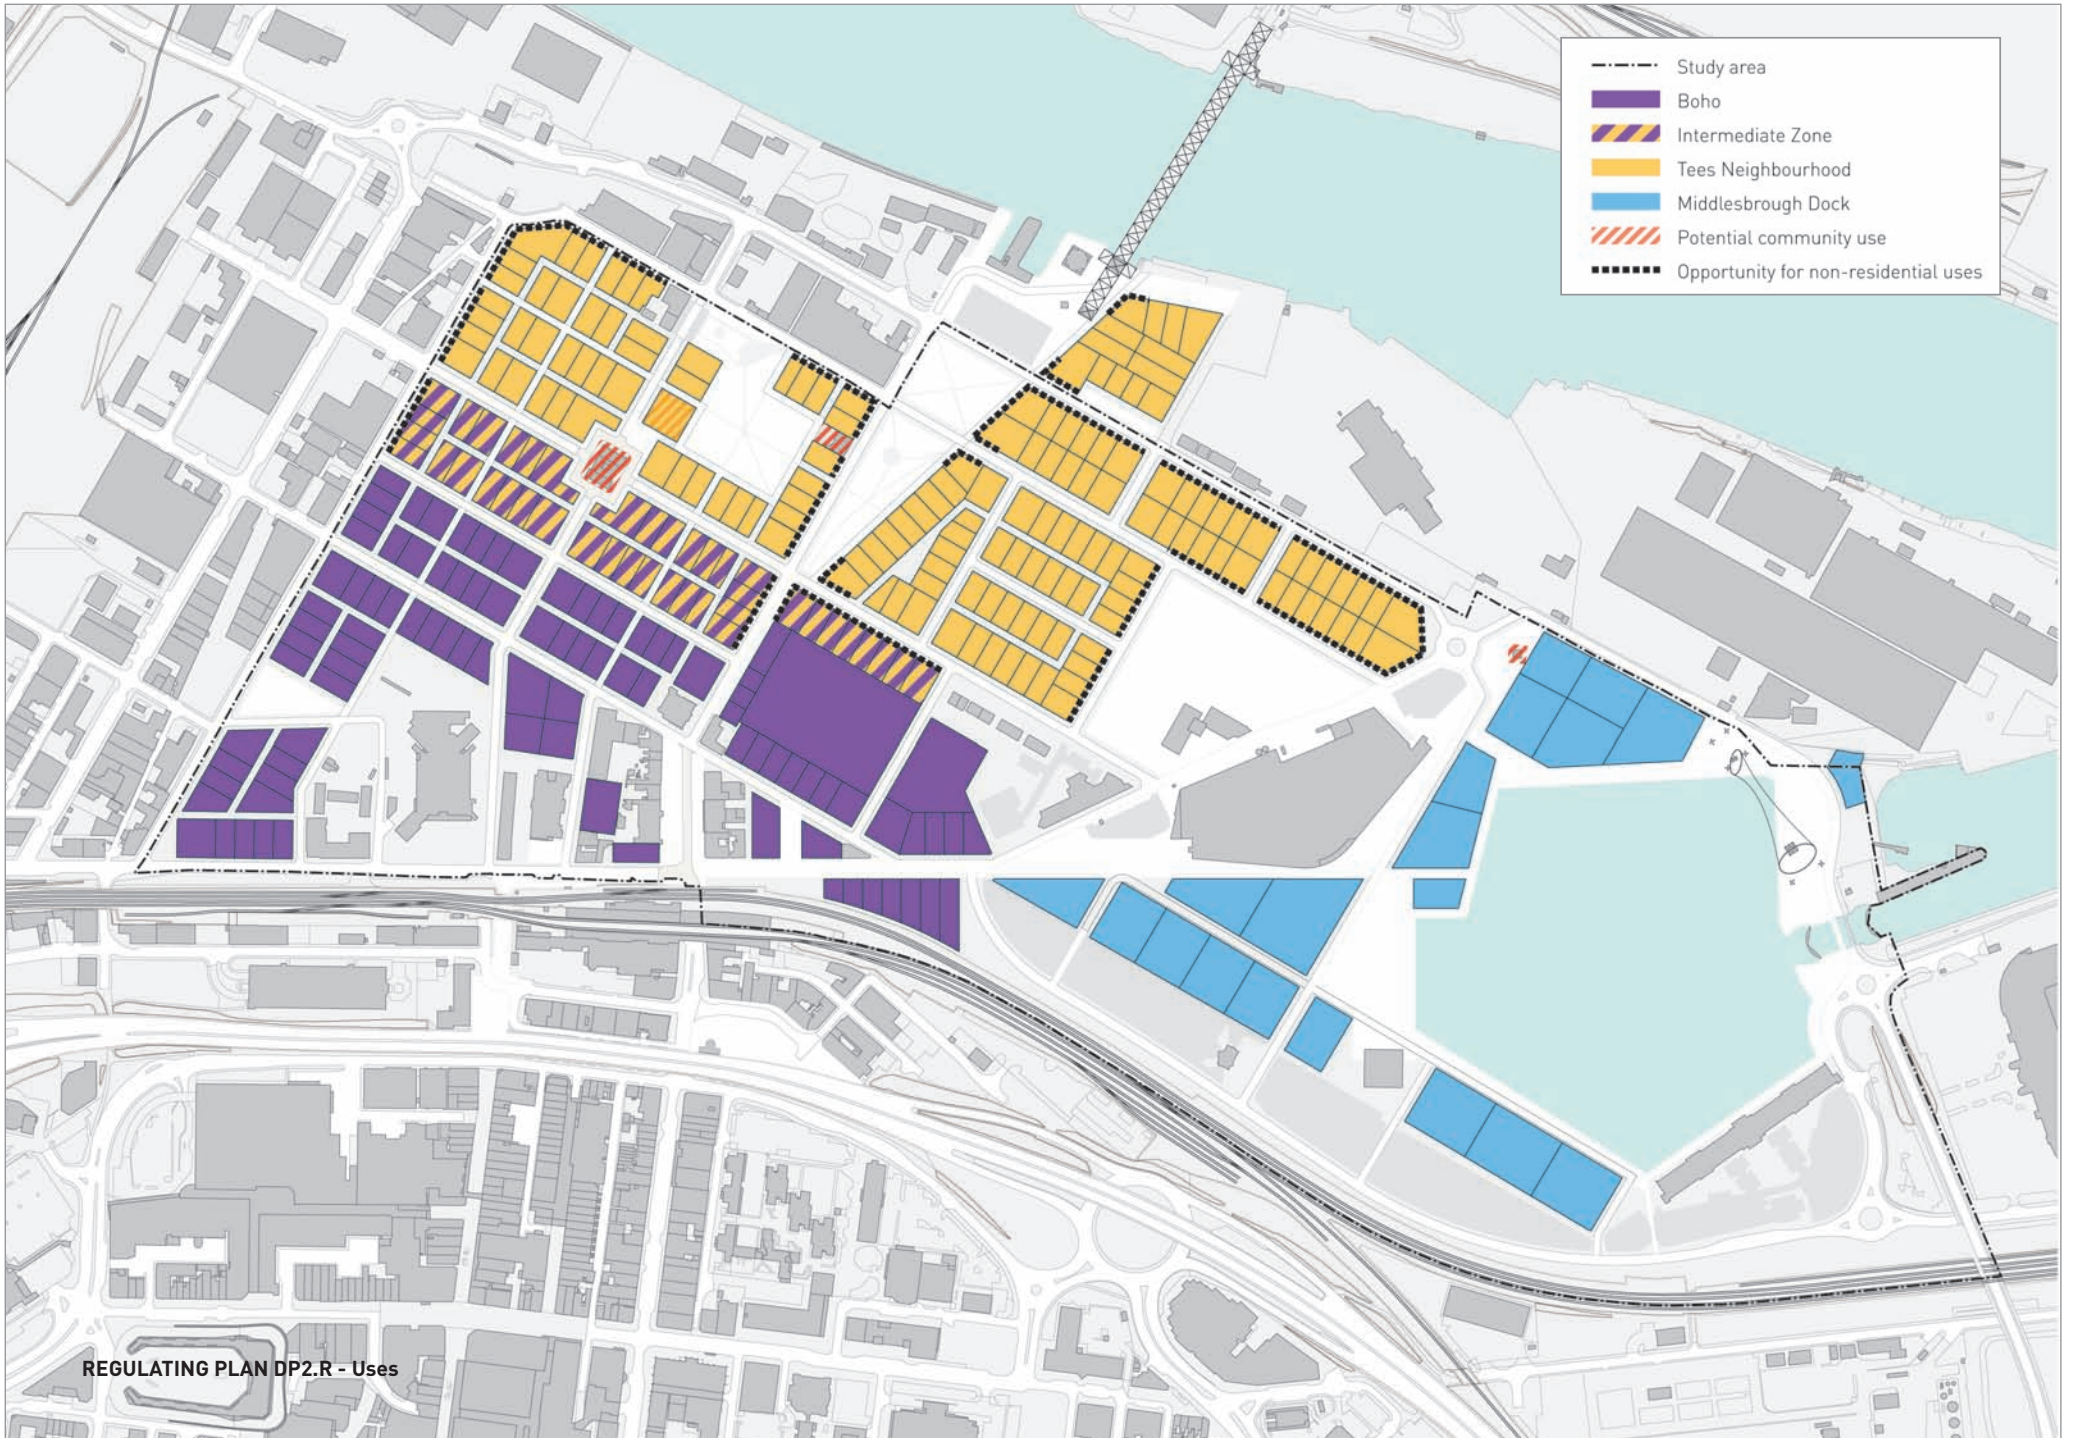 Study area
Boho
Intermediate Zone
Tees Neighbourhood
Middlesbrough Dock
Potential community use
Opportunity for non-residential uses
REGULATING PLAN DP2.R - Uses